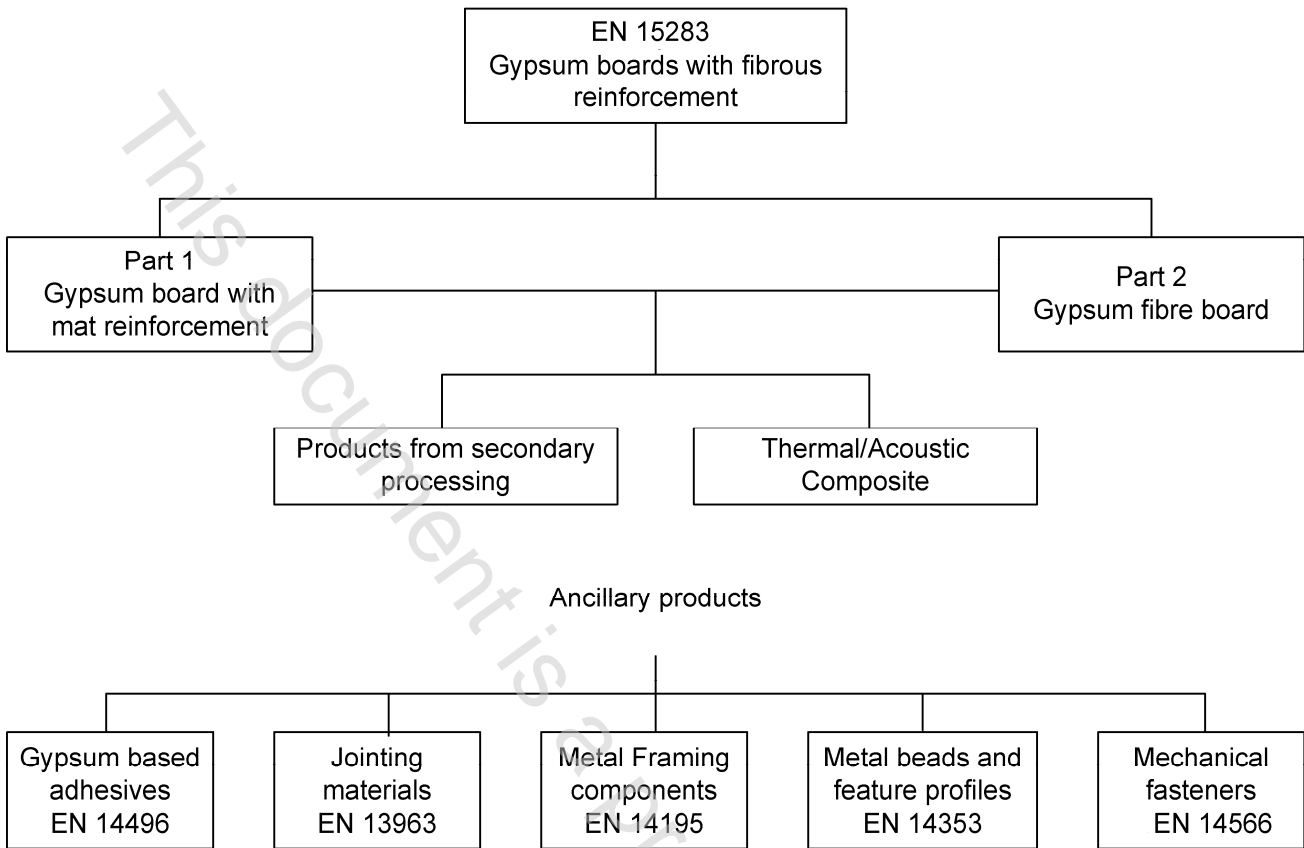 EN 15283
Gypsum boards with fibrous
reinforcement
Part 1
Gypsum board with
mat reinforcement
Part 2
Gypsum fibre board
Products from secondary
processing
Thermal/Acoustic
Composite
Ancillary products
Gypsum based
adhesives
EN 14496
Jointing
materials
EN 13963
Metal Framing
components
EN 14195
Metal beads and
feature profiles
EN 14353
Mechanical
fasteners
EN 14566
This document is a pr